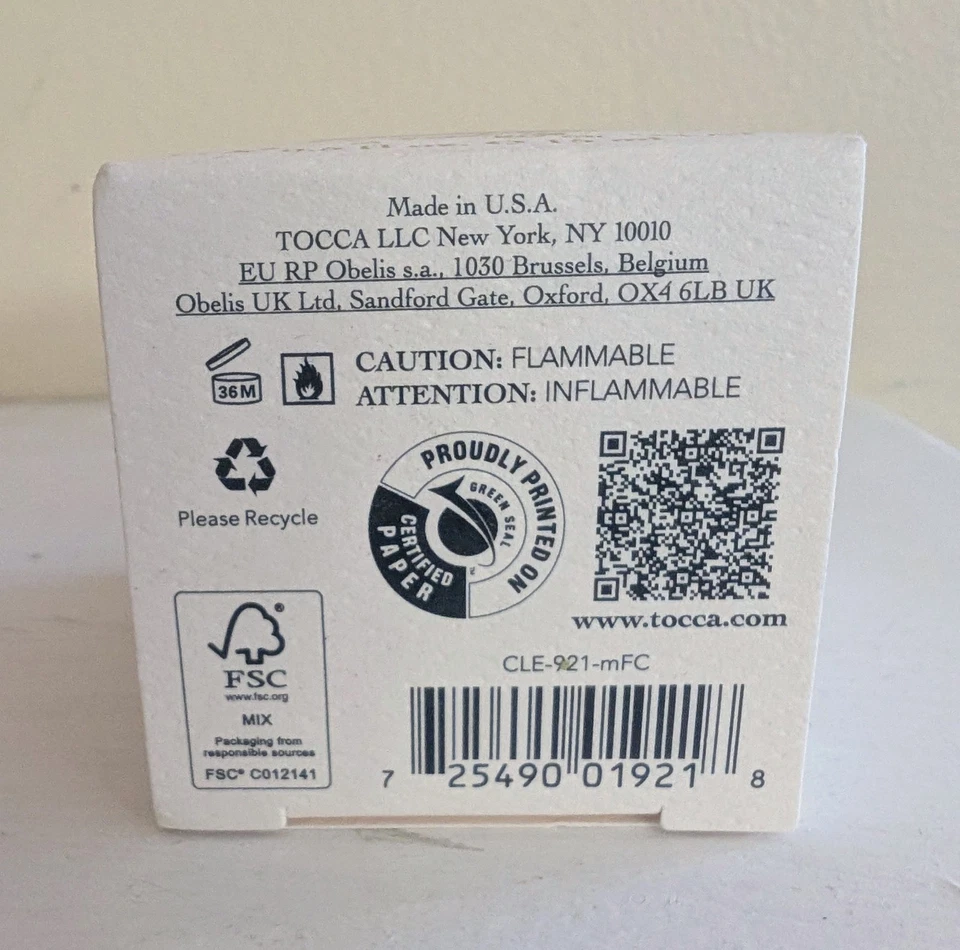 Made in U.S.A.
TOCCA LLC New York, NY 10010
EU RP Obelis s.a., 1030 Brussels, Belgium
Obelis UK Ltd, Sandford Gate, Oxford, OX4 6LB UK
36M
CAUTION: FLAMMABLE
ATTENTION: INFLAMMABLE
Please Recycle
PROUDLY PRINTED ON
GREEN SEAL
CERTIFIED
PAPER
www.tocca.com
FSC®
www.fsc.org
MIX
Packaging from
responsible sources
FSC® C012141
CLE-921-mFC
7 25490 01921 8